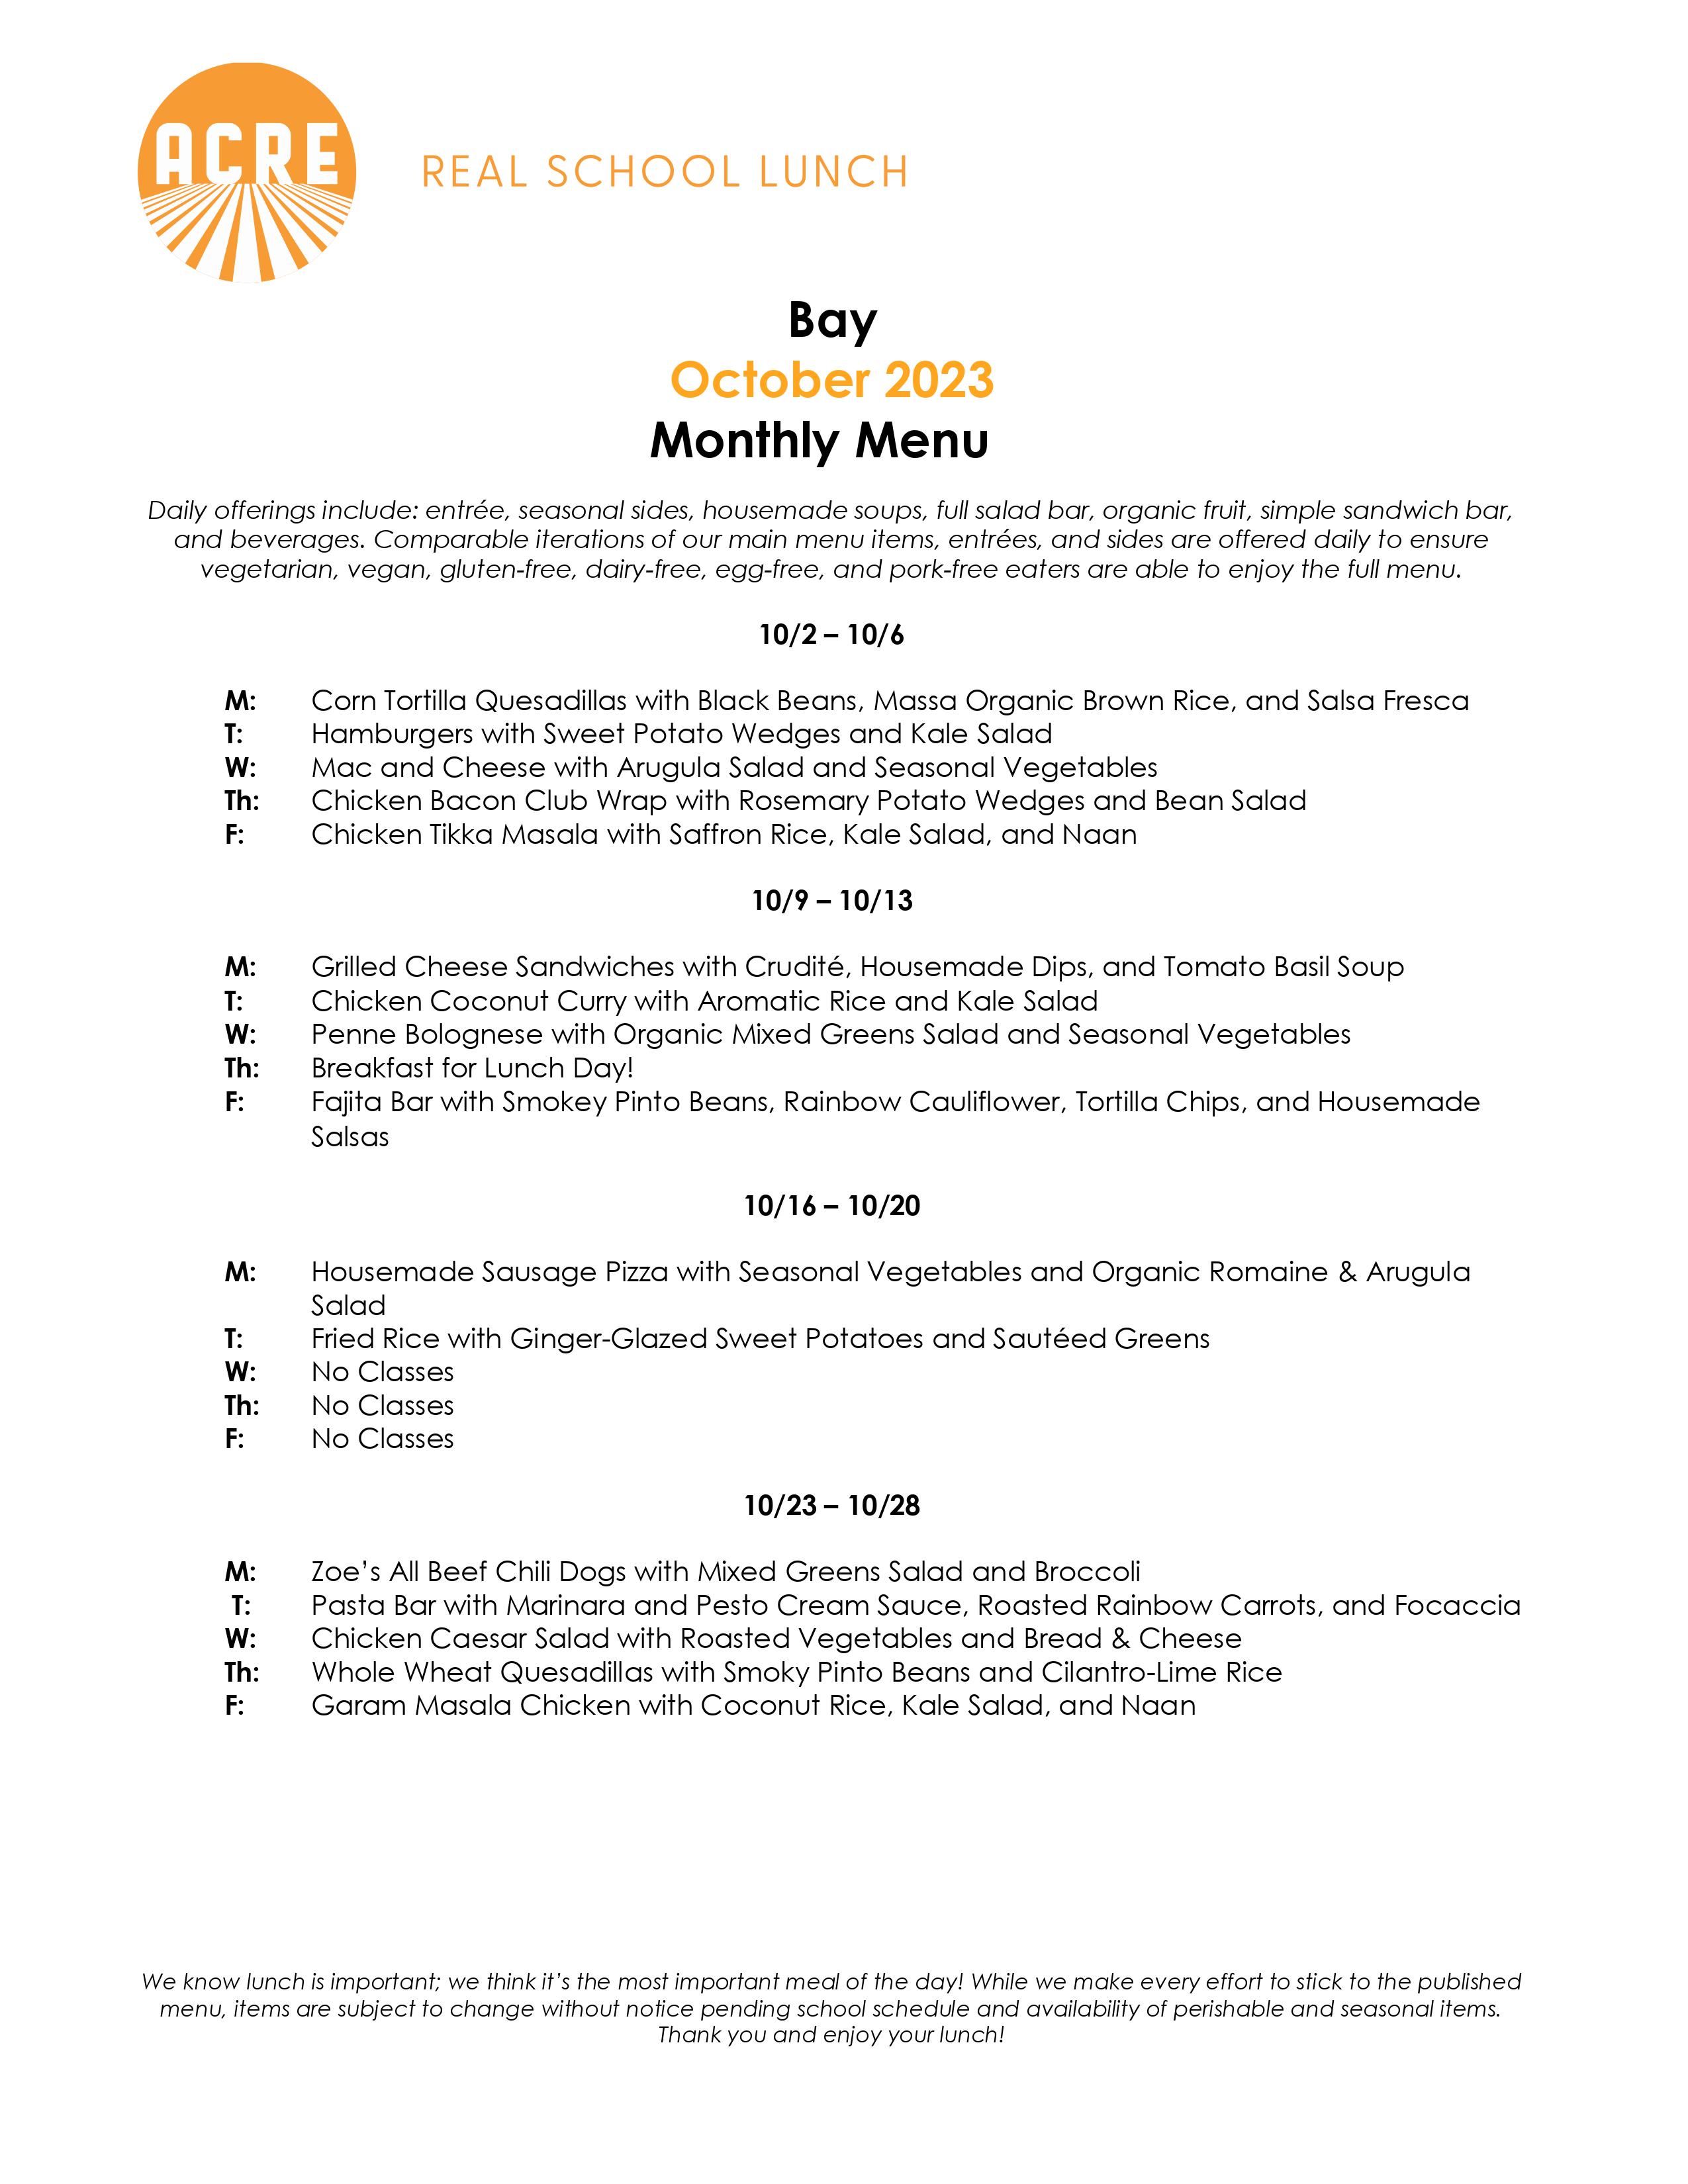 ACRE
REAL SCHOOL LUNCH
Bay
October 2023
Monthly Menu
Daily offerings include: entrée, seasonal sides, housemade soups, full salad bar, organic fruit, simple sandwich bar,
and beverages. Comparable iterations of our main menu items, entrées, and sides are offered daily to ensure
vegetarian, vegan, gluten-free, dairy-free, egg-free, and pork-free eaters are able to enjoy the full menu.
10/2 – 10/6
M: Corn Tortilla Quesadillas with Black Beans, Massa Organic Brown Rice, and Salsa Fresca
T: Hamburgers with Sweet Potato Wedges and Kale Salad
W: Mac and Cheese with Arugula Salad and Seasonal Vegetables
Th: Chicken Bacon Club Wrap with Rosemary Potato Wedges and Bean Salad
F: Chicken Tikka Masala with Saffron Rice, Kale Salad, and Naan
10/9 – 10/13
M: Grilled Cheese Sandwiches with Crudité, Housemade Dips, and Tomato Basil Soup
T: Chicken Coconut Curry with Aromatic Rice and Kale Salad
W: Penne Bolognese with Organic Mixed Greens Salad and Seasonal Vegetables
Th: Breakfast for Lunch Day!
F: Fajita Bar with Smokey Pinto Beans, Rainbow Cauliflower, Tortilla Chips, and Housemade
Salsas
10/16 – 10/20
M: Housemade Sausage Pizza with Seasonal Vegetables and Organic Romaine & Arugula
Salad
T: Fried Rice with Ginger-Glazed Sweet Potatoes and Sautéed Greens
W: No Classes
Th: No Classes
F: No Classes
10/23 – 10/28
M: Zoe’s All Beef Chili Dogs with Mixed Greens Salad and Broccoli
T: Pasta Bar with Marinara and Pesto Cream Sauce, Roasted Rainbow Carrots, and Focaccia
W: Chicken Caesar Salad with Roasted Vegetables and Bread & Cheese
Th: Whole Wheat Quesadillas with Smoky Pinto Beans and Cilantro-Lime Rice
F: Garam Masala Chicken with Coconut Rice, Kale Salad, and Naan
We know lunch is important; we think it’s the most important meal of the day! While we make every effort to stick to the published
menu, items are subject to change without notice pending school schedule and availability of perishable and seasonal items.
Thank you and enjoy your lunch!